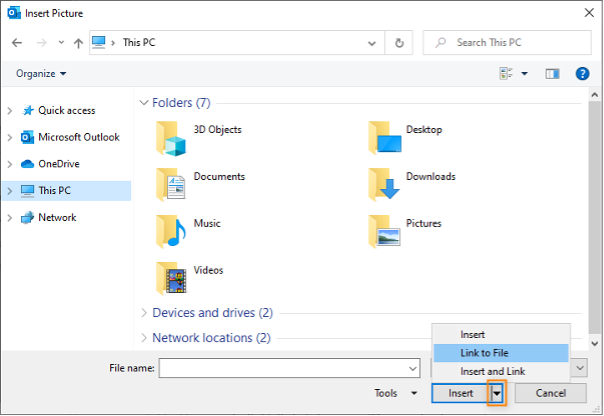 Insert Picture
This PC
Search This PC
Organize
Quick access
Microsoft Outlook
OneDrive
This PC
Network
Folders (7)
3D Objects
Desktop
Documents
Downloads
Music
Pictures
Videos
Devices and drives (2)
Network locations (2)
Insert
Link to File
Insert and Link
File name:
Tools
Insert
Cancel